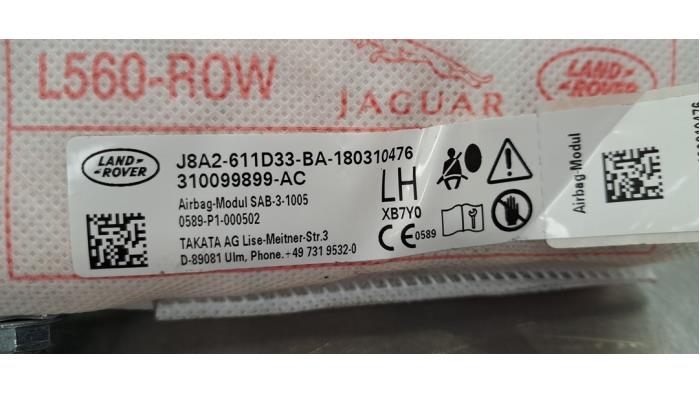 L560-ROW
JAGUAR
LAND ROVER
LAND ROVER
J8A2-611D33-BA-180310476
310099899-AC
Airbag-Modul SAB-3-1005
0589-P1-000502
TAKATA AG Lise-Meitner-Str.3
D-89081 Ulm, Phone.+49 731 9532-0
LH
XB7Y0
CE 0589
Airbag-Modul